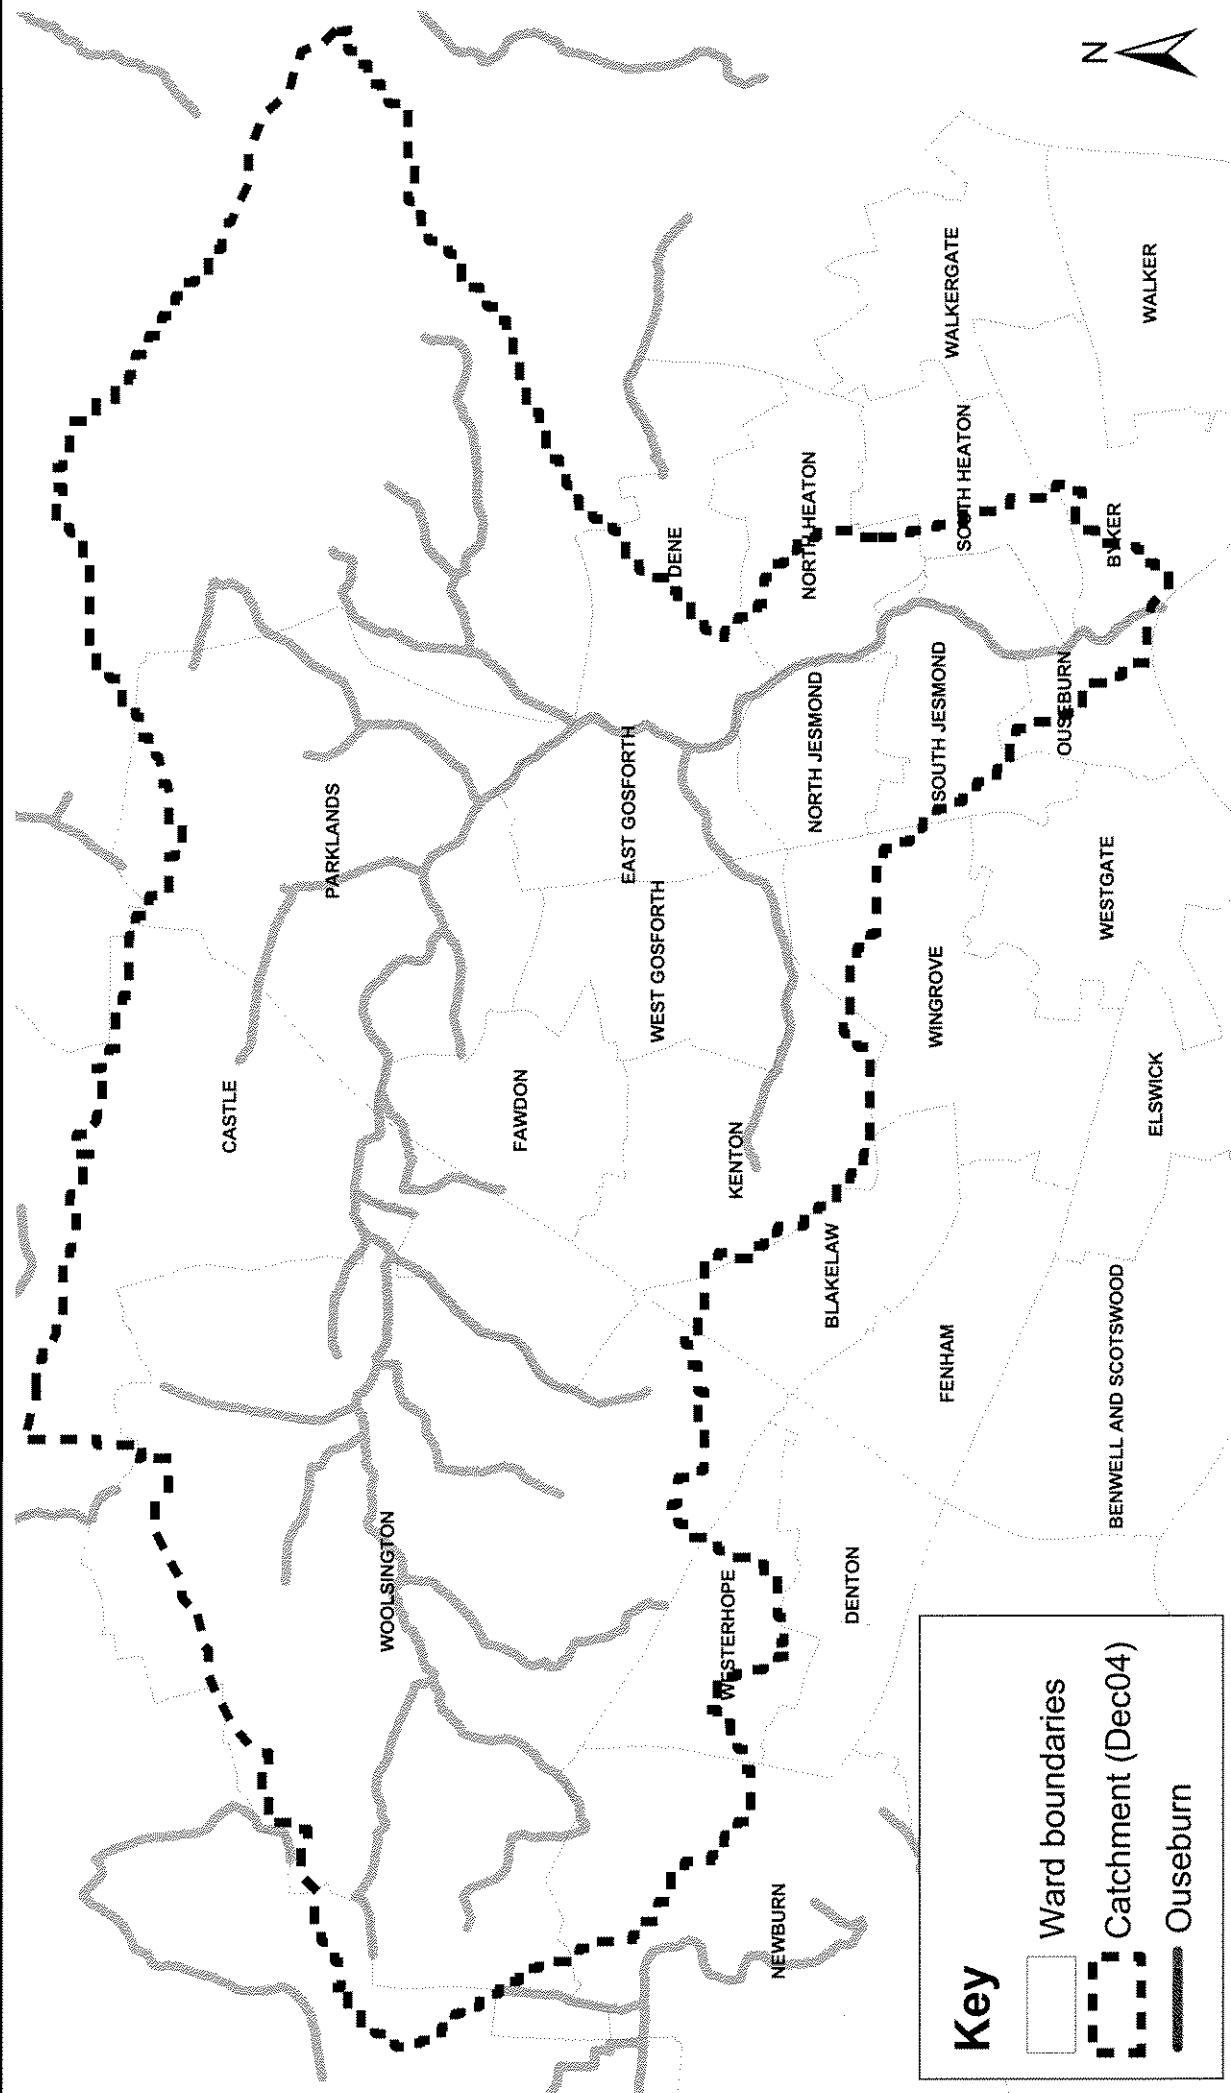 N
CASTLE
PARKLANDS
WOOLSINGTON
FAWDON
EAST GOSFORTH
WEST GOSFORTH
DENE
KENTON
WESTERHOPE
NEWBURN
NORTH HEATON
NORTH JESMOND
BLAKELAW
DENTON
WALKERGATE
SOUTH HEATON
SOUTH JESMOND
WINGROVE
FENHAM
OUSEBURN
BYKER
WALKER
WESTGATE
ELSWICK
BENWELL AND SCOTSWOOD
Key
Ward boundaries
Catchment (Dec04)
Ouseburn